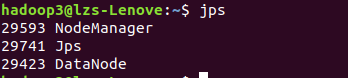 hadoop3@lzs-Lenove:~$ jps
29593 NodeManager
29741 Jps
29423 DataNode